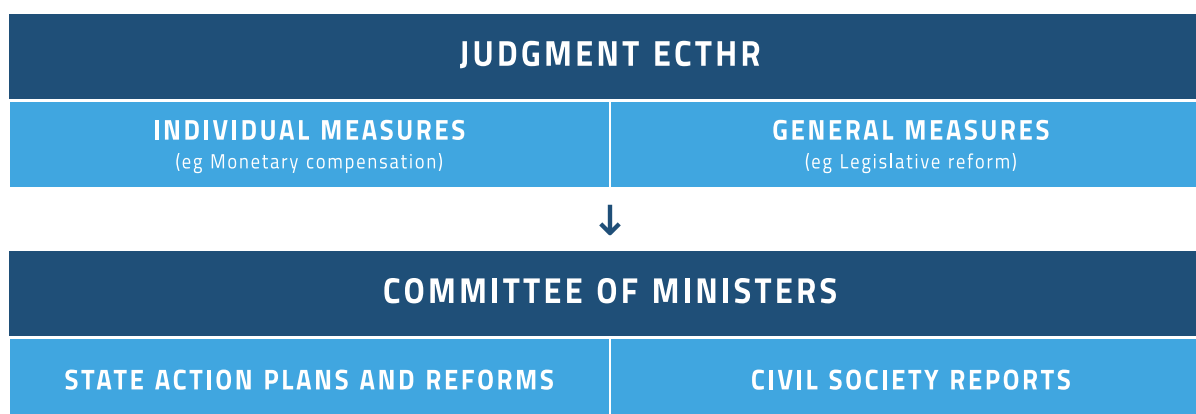 JUDGMENT ECTHR
INDIVIDUAL MEASURES
(eg Monetary compensation)
GENERAL MEASURES
(eg Legislative reform)
↓
COMMITTEE OF MINISTERS
STATE ACTION PLANS AND REFORMS
CIVIL SOCIETY REPORTS